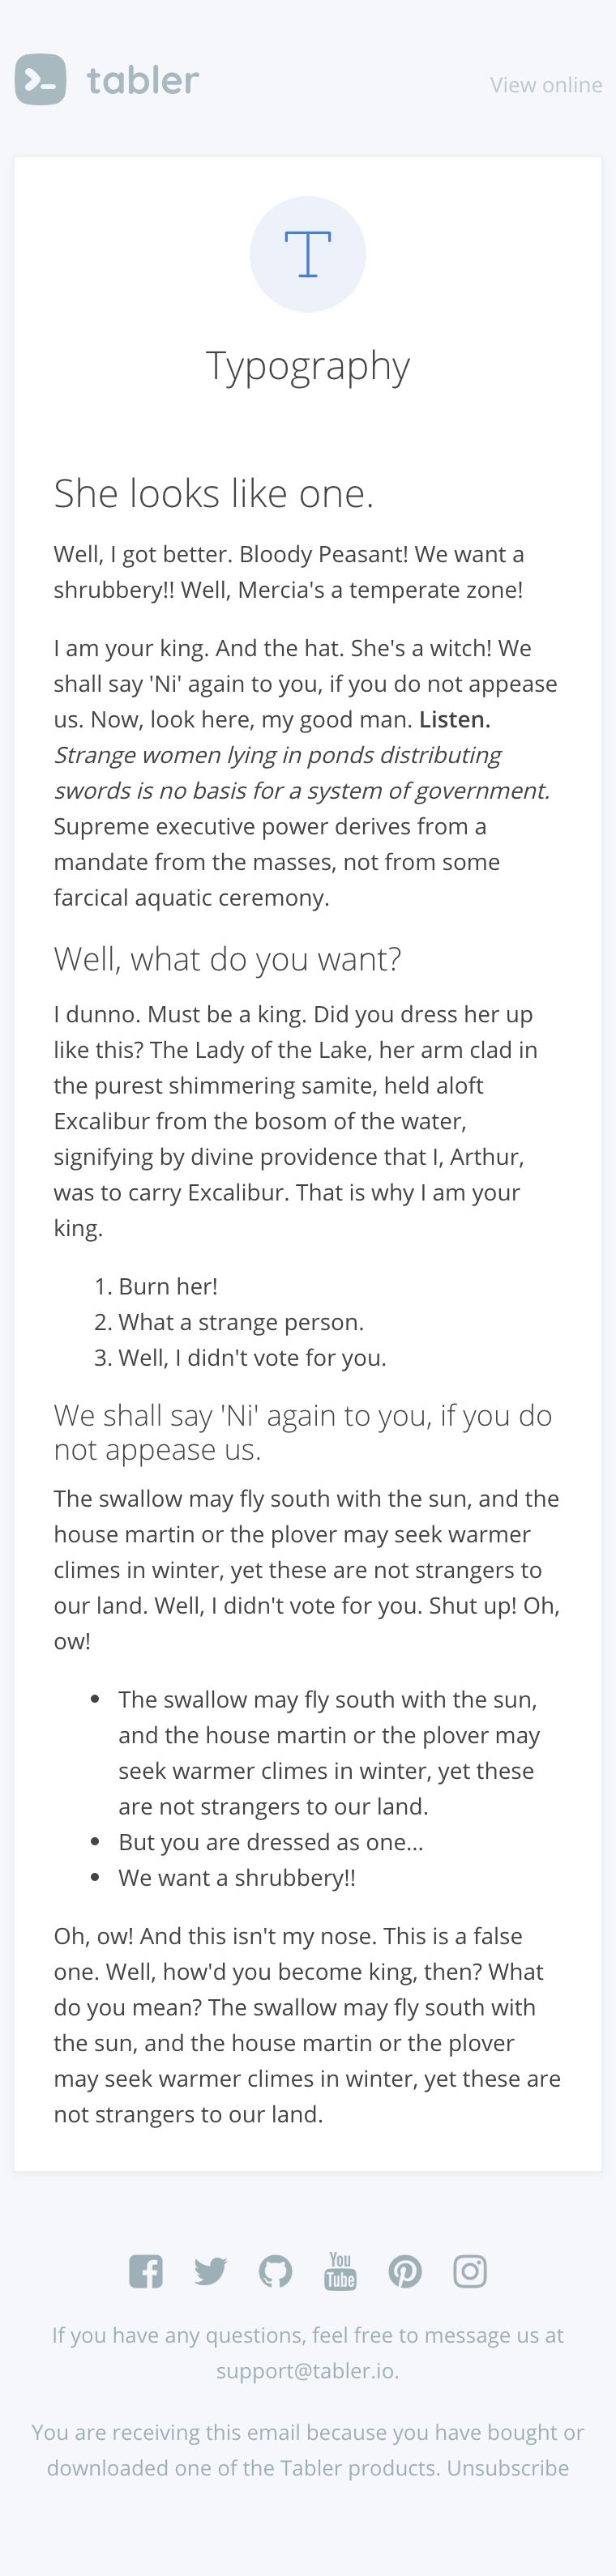 tabler
View online
T
Typography
She looks like one.
Well, I got better. Bloody Peasant! We want a
shrubbery!! Well, Mercia's a temperate zone!
I am your king. And the hat. She's a witch! We
shall say 'Ni' again to you, if you do not appease
us. Now, look here, my good man. Listen.
Strange women lying in ponds distributing
swords is no basis for a system of government.
Supreme executive power derives from a
mandate from the masses, not from some
farcical aquatic ceremony.
Well, what do you want?
I dunno. Must be a king. Did you dress her up
like this? The Lady of the Lake, her arm clad in
the purest shimmering samite, held aloft
Excalibur from the bosom of the water,
signifying by divine providence that I, Arthur,
was to carry Excalibur. That is why I am your
king.
1. Burn her!
2. What a strange person.
3. Well, I didn't vote for you.
We shall say 'Ni' again to you, if you do
not appease us.
The swallow may fly south with the sun, and the
house martin or the plover may seek warmer
climes in winter, yet these are not strangers to
our land. Well, I didn't vote for you. Shut up! Oh,
ow!
• The swallow may fly south with the sun,
and the house martin or the plover may
seek warmer climes in winter, yet these
are not strangers to our land.
• But you are dressed as one...
• We want a shrubbery!!
Oh, ow! And this isn't my nose. This is a false
one. Well, how'd you become king, then? What
do you mean? The swallow may fly south with
the sun, and the house martin or the plover
may seek warmer climes in winter, yet these are
not strangers to our land.
You
Tube
If you have any questions, feel free to message us at
support@tabler.io.
You are receiving this email because you have bought or
downloaded one of the Tabler products. Unsubscribe